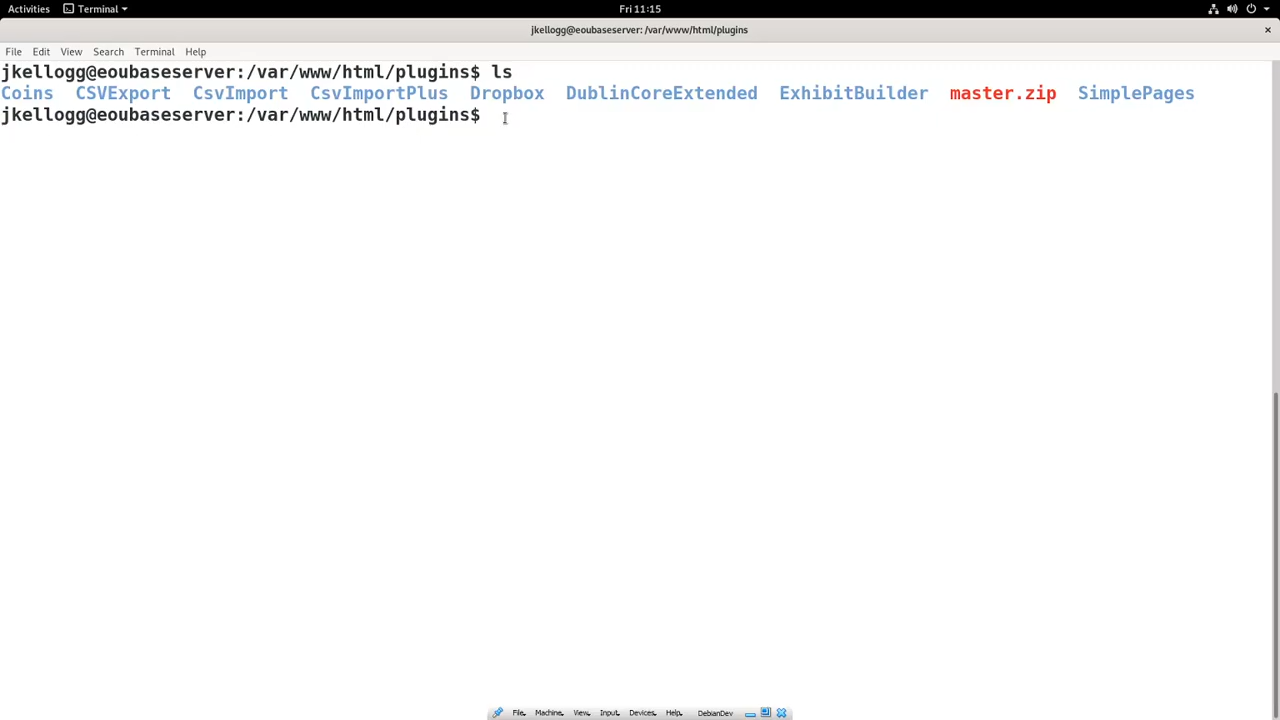 Activities Terminal Fri 11:15
jkellogg@eoubaseserver: /var/www/html/plugins
File Edit View Search Terminal Help
jkellogg@eoubaseserver:/var/www/html/plugins$ ls
Coins CSVExport CsvImport CsvImportPlus Dropbox DublinCoreExtended ExhibitBuilder master.zip SimplePages
jkellogg@eoubaseserver:/var/www/html/plugins$
File Machine View Input Devices Help DebianDev